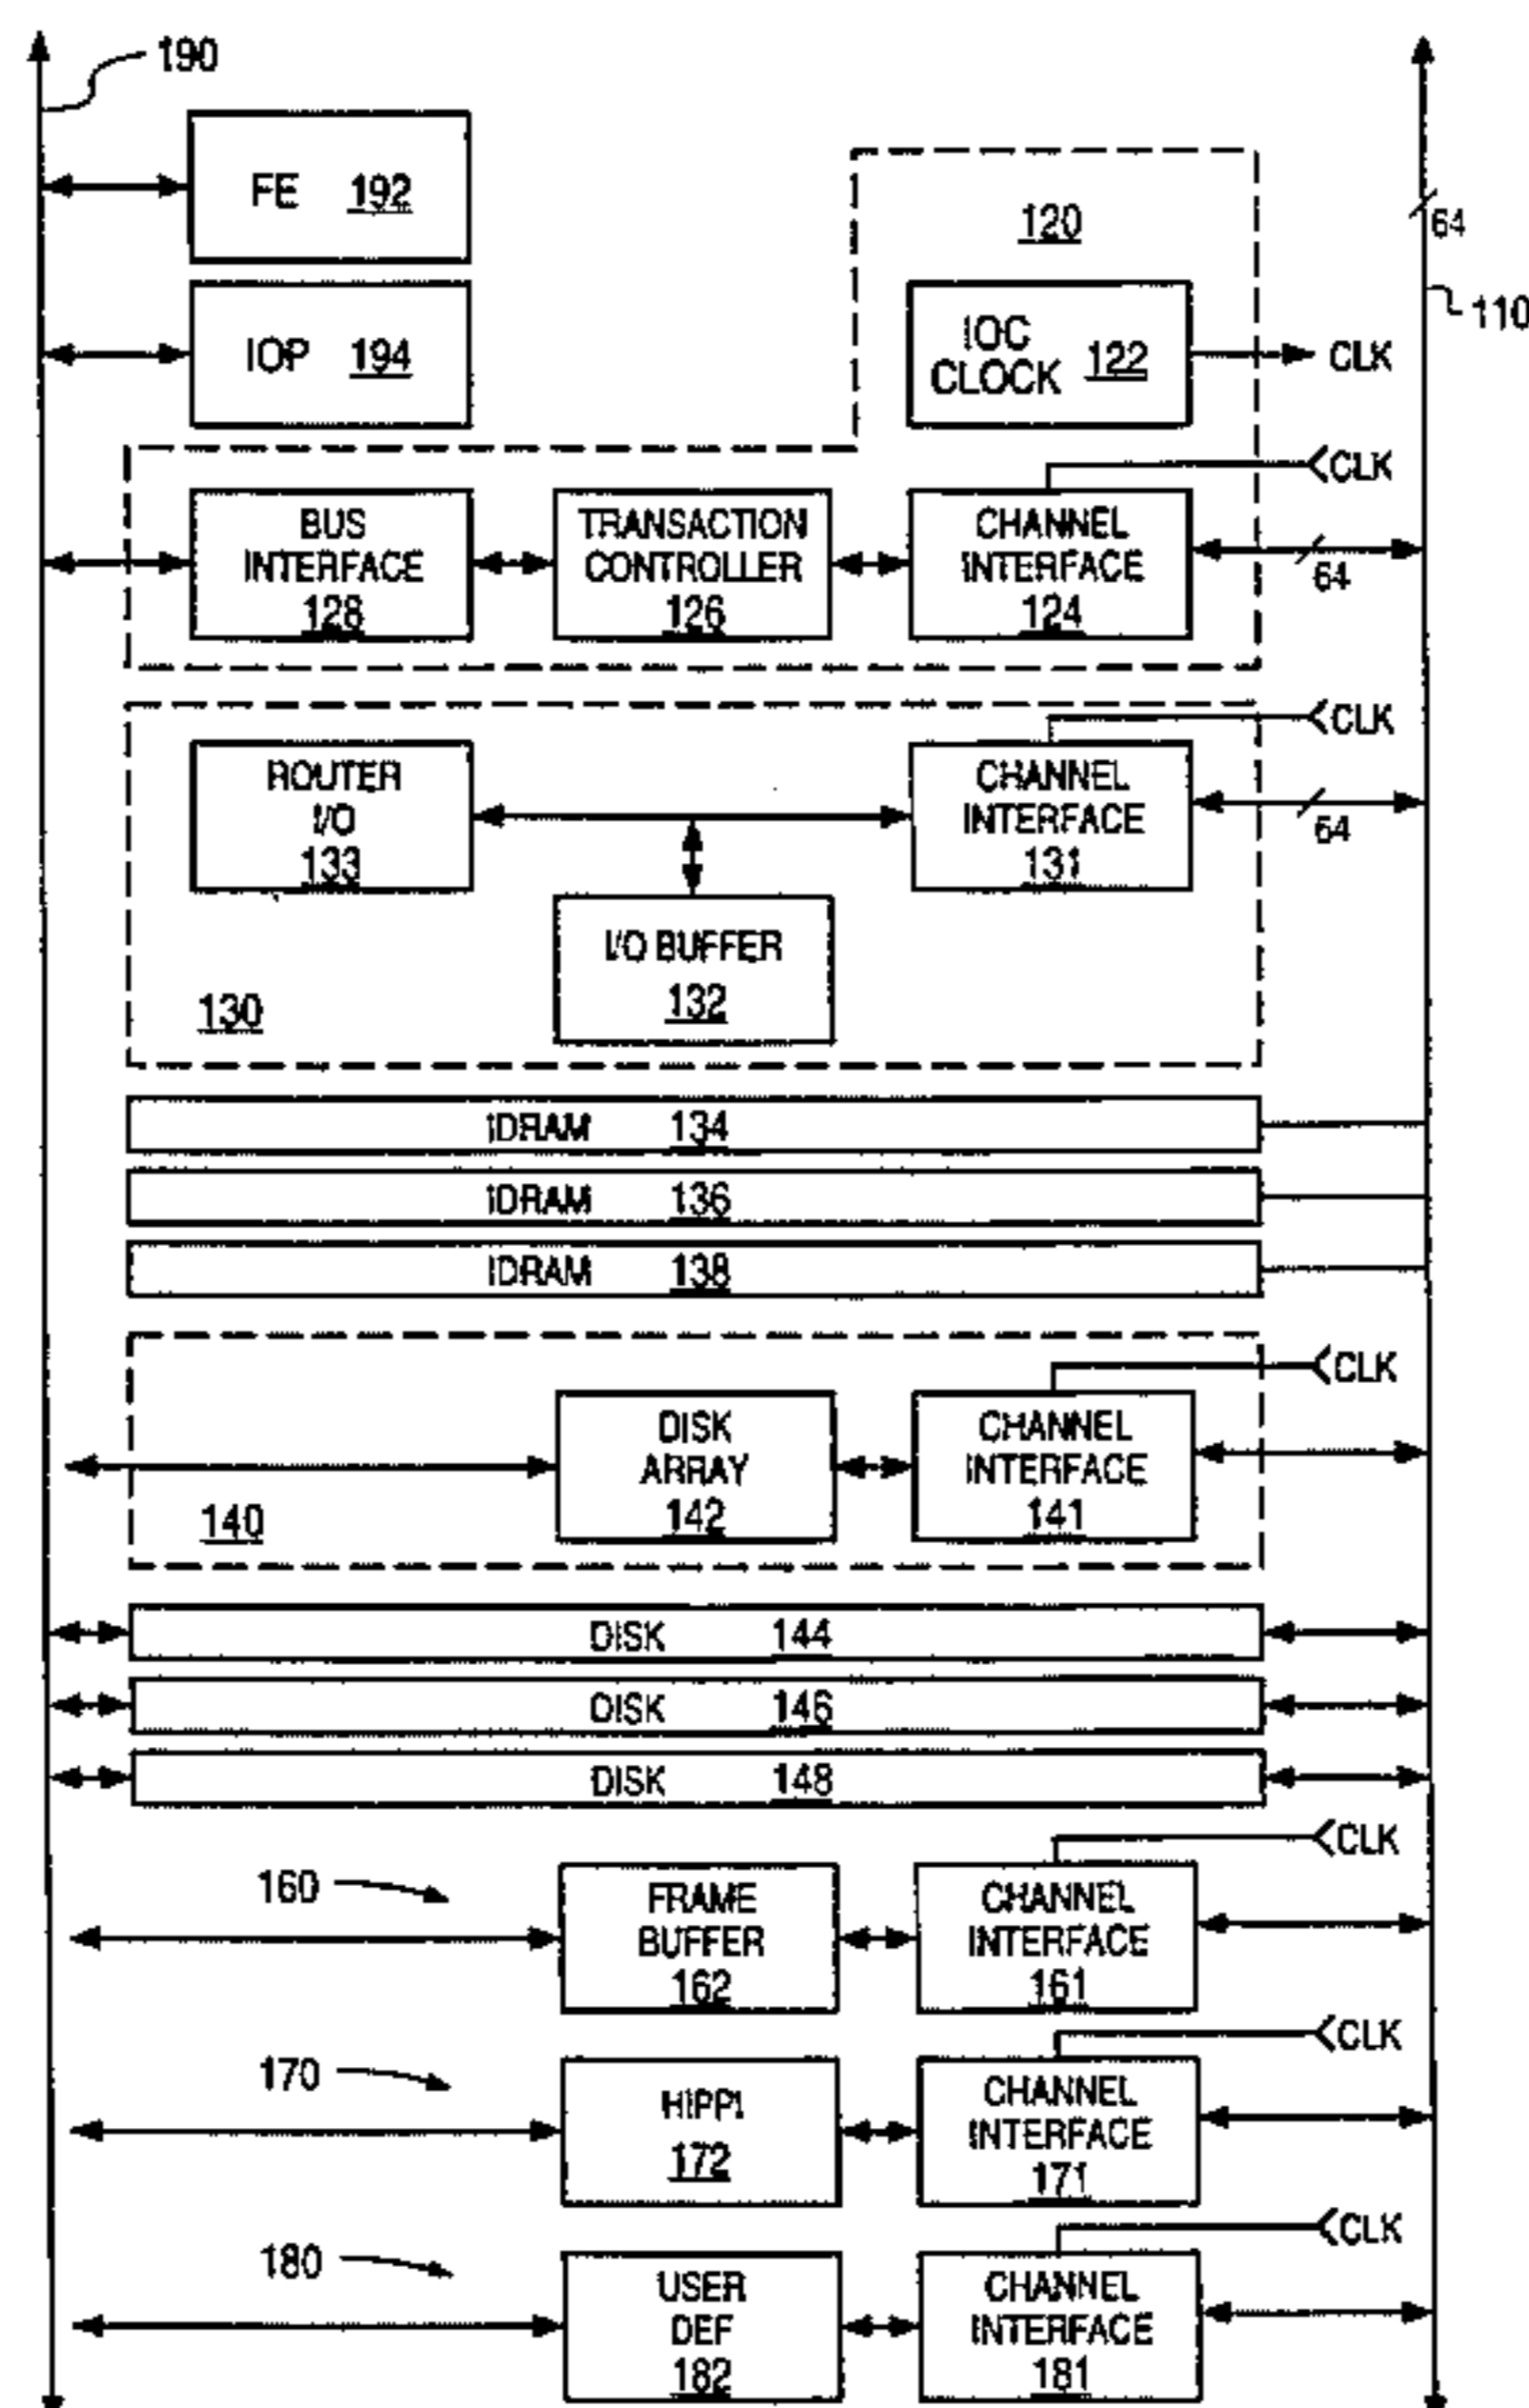 190
FE 192
64
120
110
IOP 194
IOC
CLOCK 122
CLK
CLK
BUS
INTERFACE
128
TRANSACTION
CONTROLLER
126
CHANNEL
INTERFACE
124
64
CLK
ROUTER
I/O
133
CHANNEL
INTERFACE
131
64
I/O BUFFER
132
130
IDRAM 134
IDRAM 136
IDRAM 138
CLK
DISK
ARRAY
142
CHANNEL
INTERFACE
141
140
DISK 144
DISK 146
DISK 148
CLK
160
FRAME
BUFFER
162
CHANNEL
INTERFACE
161
CLK
170
HIPPI
172
CHANNEL
INTERFACE
171
CLK
180
USER
DEF
182
CHANNEL
INTERFACE
181